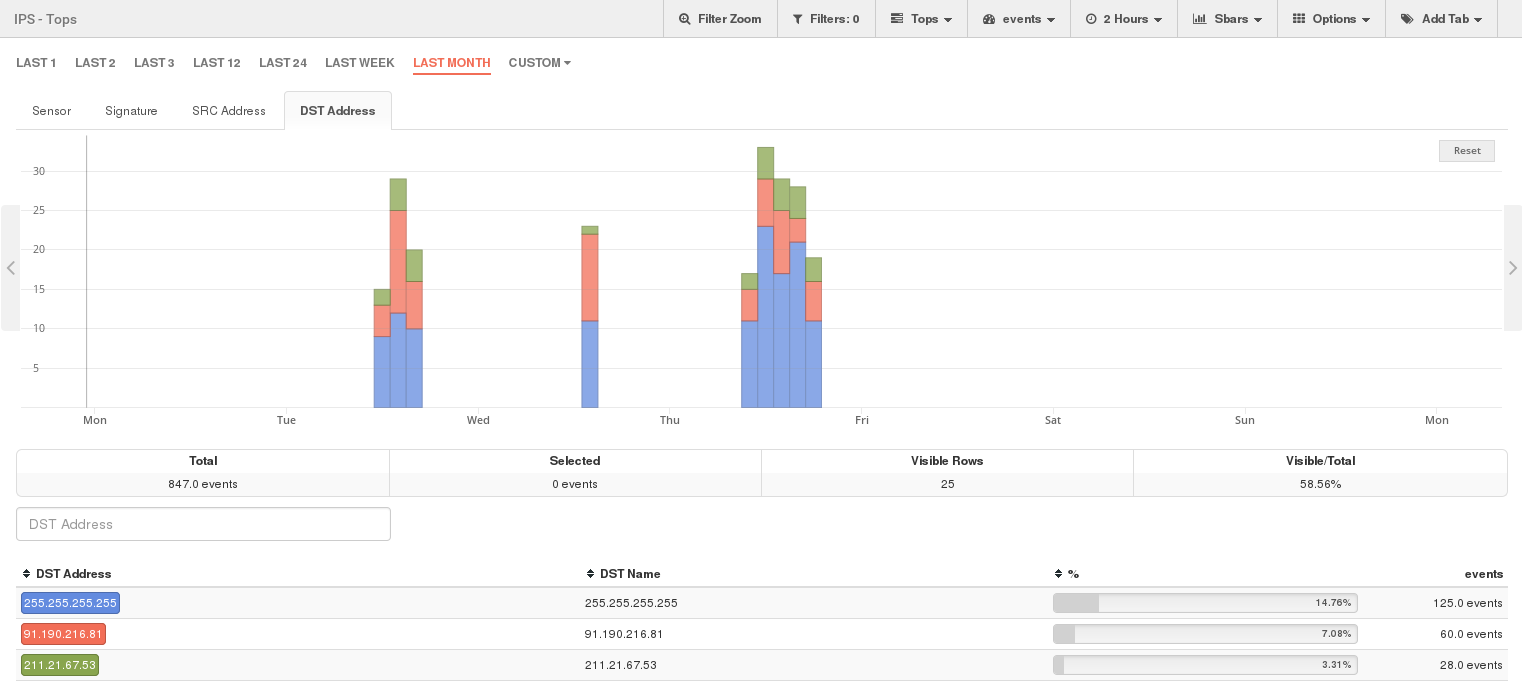 IPS - Tops Filter Zoom Filters: 0 Tops events 2 Hours Sbars Options Add Tab
LAST 1 LAST 2 LAST 3 LAST 12 LAST 24 LAST WEEK LAST MONTH CUSTOM
Sensor Signature SRC Address DST Address
Reset
30
25
20
15
10
5
Mon Tue Wed Thu Fri Sat Sun Mon
Total Selected Visible Rows Visible/Total
847.0 events 0 events 25 58.56%
DST Address
DST Address DST Name % events
255.255.255.255 255.255.255.255 14.76% 125.0 events
91.190.216.81 91.190.216.81 7.08% 60.0 events
211.21.67.53 211.21.67.53 3.31% 28.0 events